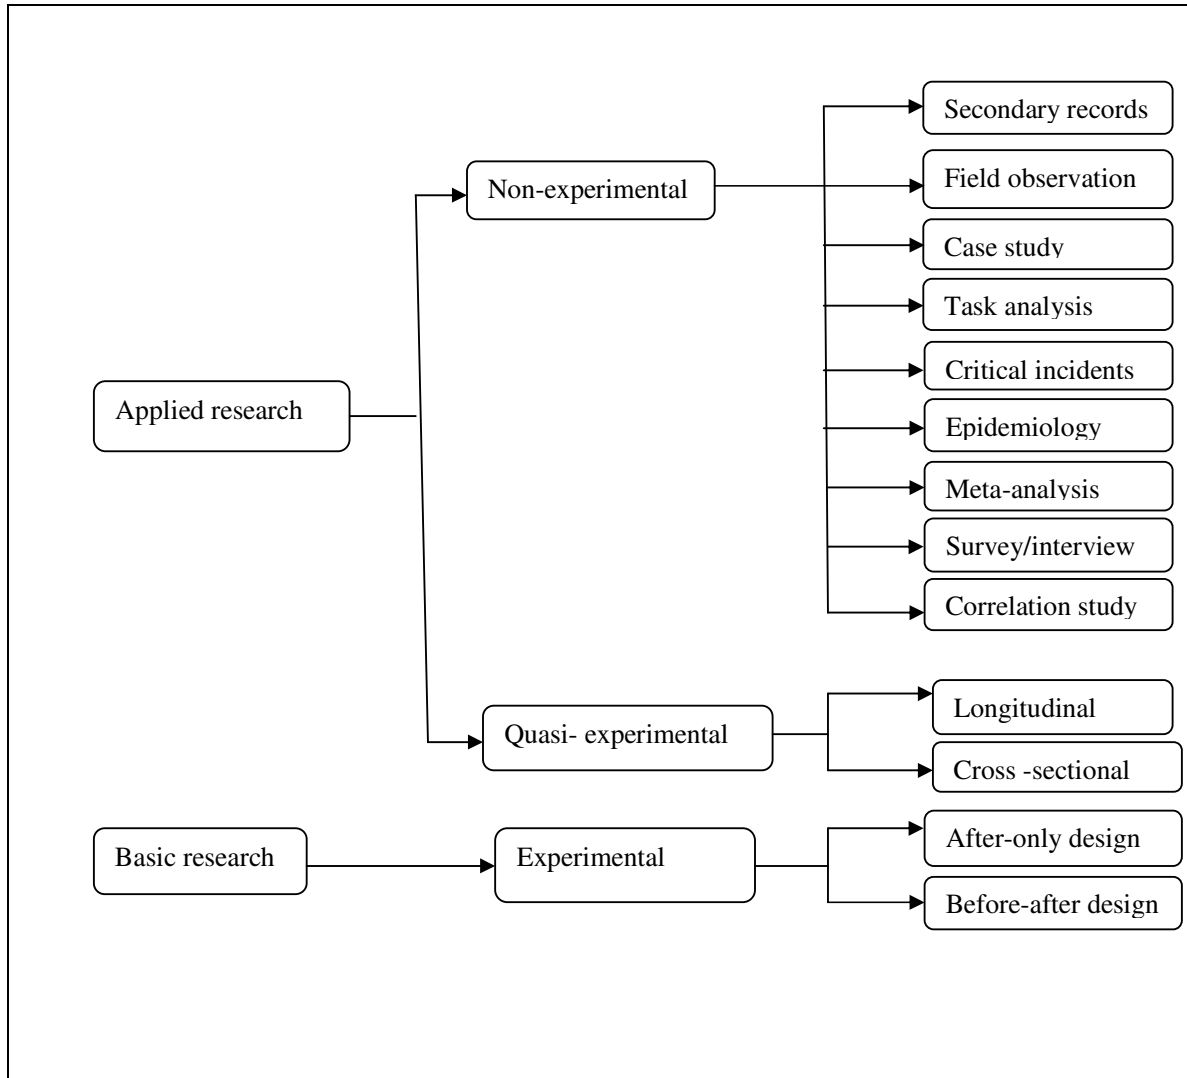 Secondary records
Non-experimental
Field observation
Case study
Task analysis
Critical incidents
Applied research
Epidemiology
Meta-analysis
Survey/interview
Correlation study
Longitudinal
Quasi- experimental
Cross -sectional
After-only design
Basic research
Experimental
Before-after design